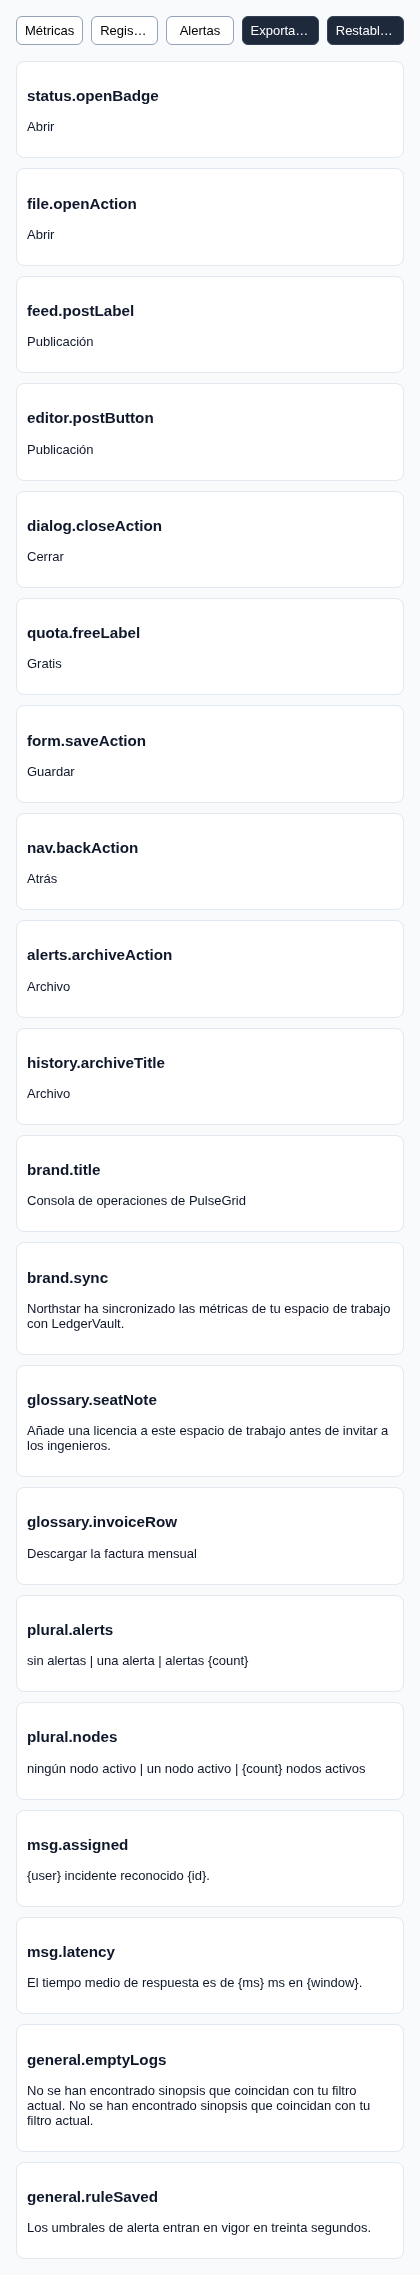 Métricas Regis… Alertas Exporta… Restabl…
status.openBadge
Abrir
file.openAction
Abrir
feed.postLabel
Publicación
editor.postButton
Publicación
dialog.closeAction
Cerrar
quota.freeLabel
Gratis
form.saveAction
Guardar
nav.backAction
Atrás
alerts.archiveAction
Archivo
history.archiveTitle
Archivo
brand.title
Consola de operaciones de PulseGrid
brand.sync
Northstar ha sincronizado las métricas de tu espacio de trabajo
con LedgerVault.
glossary.seatNote
Añade una licencia a este espacio de trabajo antes de invitar a
los ingenieros.
glossary.invoiceRow
Descargar la factura mensual
plural.alerts
sin alertas | una alerta | alertas {count}
plural.nodes
ningún nodo activo | un nodo activo | {count} nodos activos
msg.assigned
{user} incidente reconocido {id}.
msg.latency
El tiempo medio de respuesta es de {ms} ms en {window}.
general.emptyLogs
No se han encontrado sinopsis que coincidan con tu filtro
actual. No se han encontrado sinopsis que coincidan con tu
filtro actual.
general.ruleSaved
Los umbrales de alerta entran en vigor en treinta segundos.